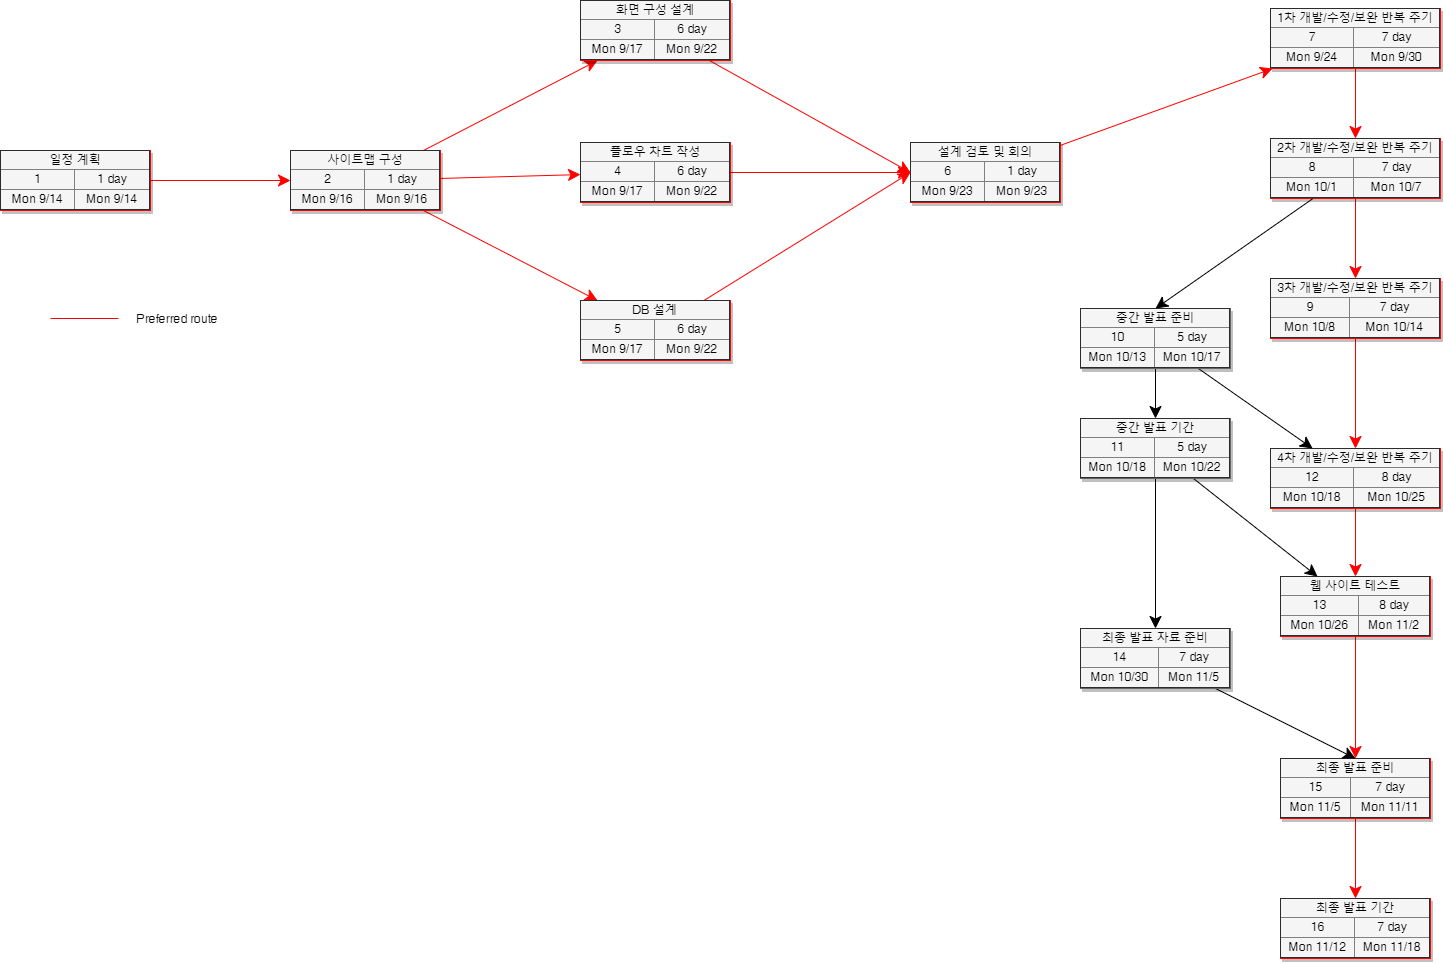 일정 계획
1 1 day
Mon 9/14 Mon 9/14
사이트맵 구성
2 1 day
Mon 9/16 Mon 9/16
화면 구성 설계
3 6 day
Mon 9/17 Mon 9/22
플로우 차트 작성
4 6 day
Mon 9/17 Mon 9/22
DB 설계
5 6 day
Mon 9/17 Mon 9/22
설계 검토 및 회의
6 1 day
Mon 9/23 Mon 9/23
1차 개발/수정/보완 반복 주기
7 7 day
Mon 9/24 Mon 9/30
2차 개발/수정/보완 반복 주기
8 7 day
Mon 10/1 Mon 10/7
3차 개발/수정/보완 반복 주기
9 7 day
Mon 10/8 Mon 10/14
중간 발표 준비
10 5 day
Mon 10/13 Mon 10/17
중간 발표 기간
11 5 day
Mon 10/18 Mon 10/22
4차 개발/수정/보완 반복 주기
12 8 day
Mon 10/18 Mon 10/25
웹 사이트 테스트
13 8 day
Mon 10/26 Mon 11/2
최종 발표 자료 준비
14 7 day
Mon 10/30 Mon 11/5
최종 발표 준비
15 7 day
Mon 11/5 Mon 11/11
최종 발표 기간
16 7 day
Mon 11/12 Mon 11/18
Preferred route